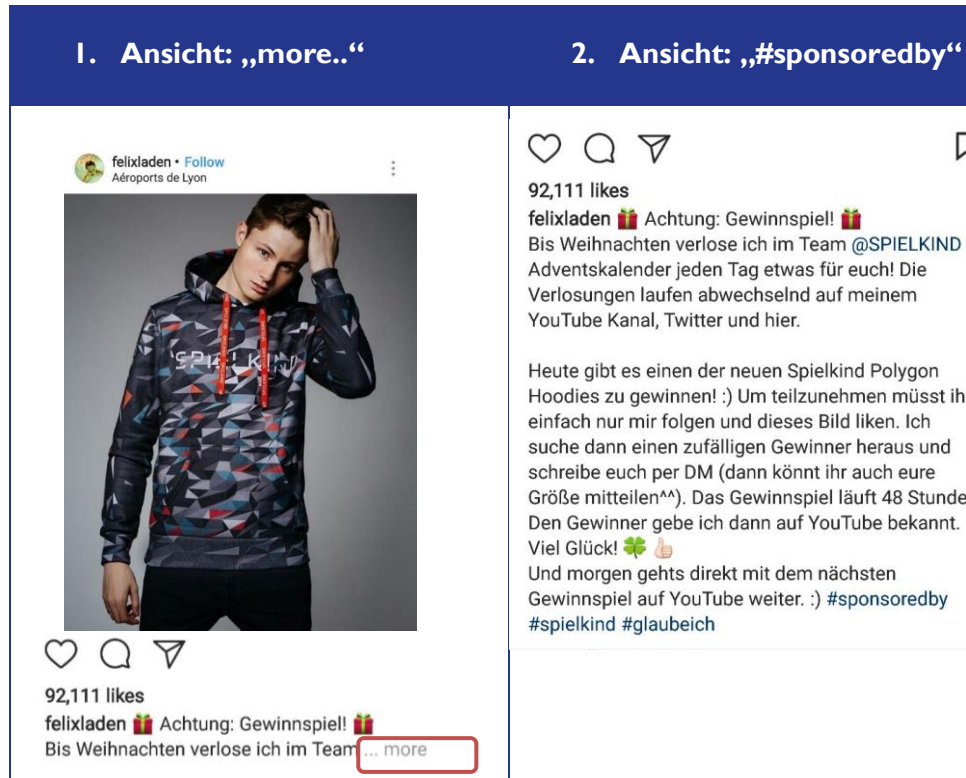 1. Ansicht: „more..“
felixladen • Follow
Aéroports de Lyon
SPIELKIND
92,111 likes
felixladen 🎁 Achtung: Gewinnspiel! 🎁
Bis Weihnachten verlose ich im Team ... more
2. Ansicht: „#sponsoredby“
92,111 likes
felixladen 🎁 Achtung: Gewinnspiel! 🎁
Bis Weihnachten verlose ich im Team @SPIELKIND
Adventskalender jeden Tag etwas für euch! Die
Verlosungen laufen abwechselnd auf meinem
YouTube Kanal, Twitter und hier.
Heute gibt es einen der neuen Spielkind Polygon
Hoodies zu gewinnen! :) Um teilzunehmen müsst ih
einfach nur mir folgen und dieses Bild liken. Ich
suche dann einen zufälligen Gewinner heraus und
schreibe euch per DM (dann könnt ihr auch eure
Größe mitteilen^^). Das Gewinnspiel läuft 48 Stunde
Den Gewinner gebe ich dann auf YouTube bekannt.
Viel Glück! 🍀 👍🏻
Und morgen gehts direkt mit dem nächsten
Gewinnspiel auf YouTube weiter. :) #sponsoredby
#spielkind #glaubeich